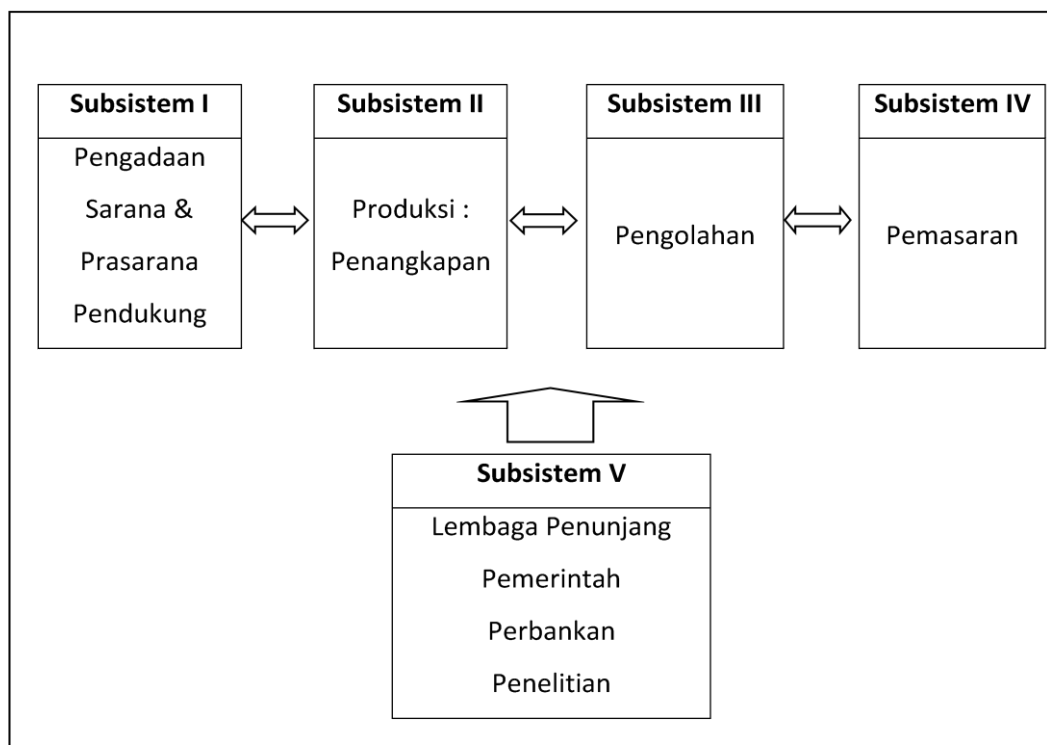 Subsistem I
Pengadaan
Sarana &
Prasarana
Pendukung
Subsistem II
Produksi :
Penangkapan
Subsistem III
Pengolahan
Subsistem IV
Pemasaran
Subsistem V
Lembaga Penunjang
Pemerintah
Perbankan
Penelitian